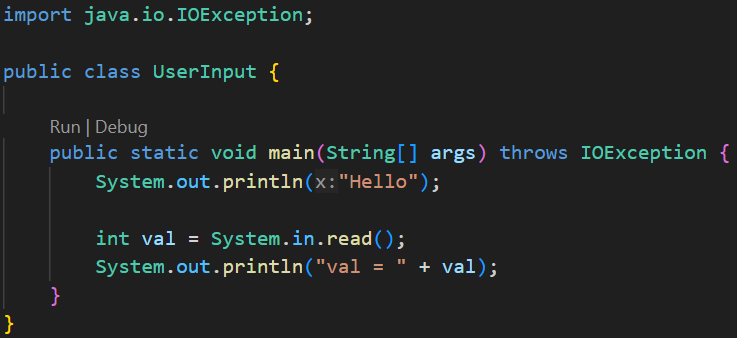 import java.io.IOException;
public class UserInput {
Run | Debug
public static void main(String[] args) throws IOException {
System.out.println(x:"Hello");
int val = System.in.read();
System.out.println("val = " + val);
}
}